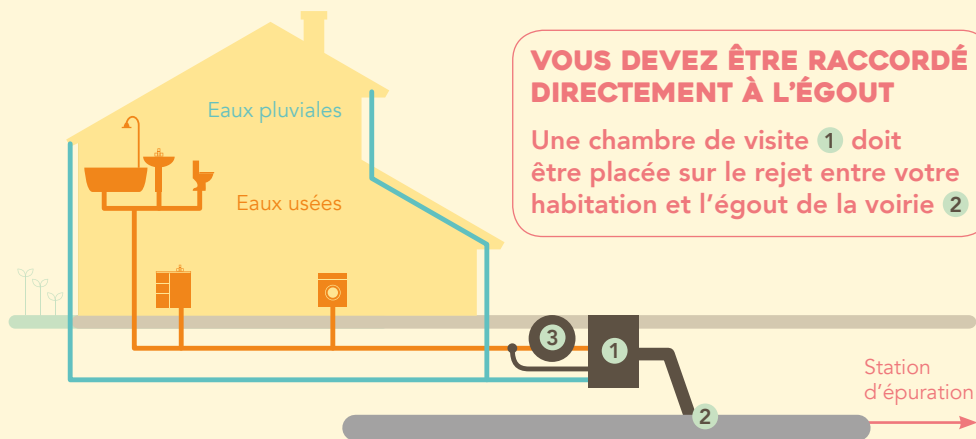 VOUS DEVEZ ÊTRE RACCORDÉ
DIRECTEMENT À L’ÉGOUT
Une chambre de visite 1 doit
être placée sur le rejet entre votre
habitation et l’égout de la voirie 2
Eaux pluviales
Eaux usées
3
1
2
Station
d’épuration